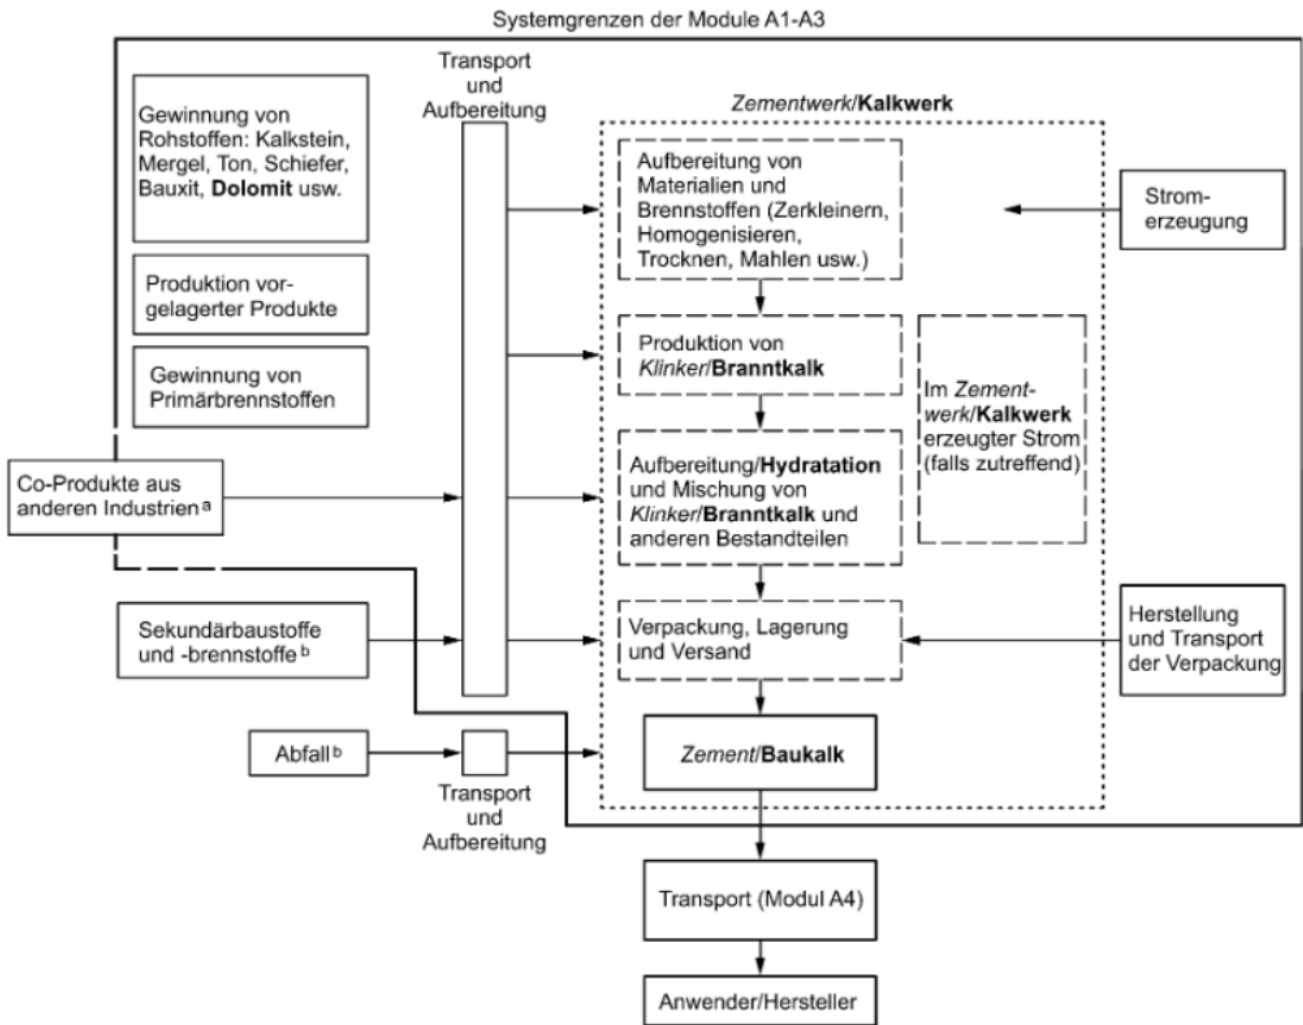 Systemgrenzen der Module A1-A3
Transport
und
Aufbereitung
Gewinnung von
Rohstoffen: Kalkstein,
Mergel, Ton, Schiefer,
Bauxit, Dolomit usw.
Produktion vor-
gelagerter Produkte
Gewinnung von
Primärbrennstoffen
Co-Produkte aus
anderen Industrien a
Sekundärbaustoffe
und -brennstoffe b
Abfall b
Transport
und
Aufbereitung
Zementwerk/Kalkwerk
Aufbereitung von
Materialien und
Brennstoffen (Zerkleinern,
Homogenisieren,
Trocknen, Mahlen usw.)
Produktion von
Klinker/Branntkalk
Aufbereitung/Hydratation
und Mischung von
Klinker/Branntkalk und
anderen Bestandteilen
Verpackung, Lagerung
und Versand
Zement/Baukalk
Im Zement-
werk/Kalkwerk
erzeugter Strom
(falls zutreffend)
Strom-
erzeugung
Herstellung
und Transport
der Verpackung
Transport (Modul A4)
Anwender/Hersteller